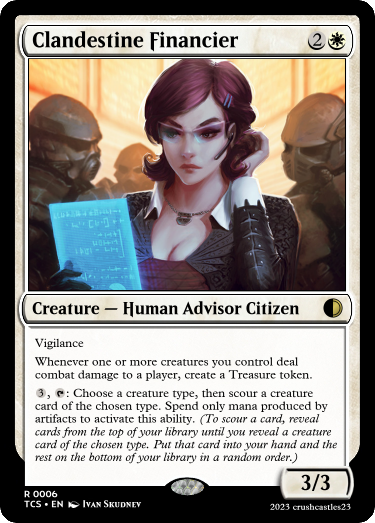 Clandestine Financier 2
Creature — Human Advisor Citizen
Vigilance
Whenever one or more creatures you control deal
combat damage to a player, create a Treasure token.
3, : Choose a creature type, then scour a creature
card of the chosen type. Spend only mana produced by
artifacts to activate this ability. (To scour a card, reveal
cards from the top of your library until you reveal a creature
card of the chosen type. Put that card into your hand and the
rest on the bottom of your library in a random order.)
3/3
R 0006
TCS • EN Ivan Skudnev
2023 crushcastles23